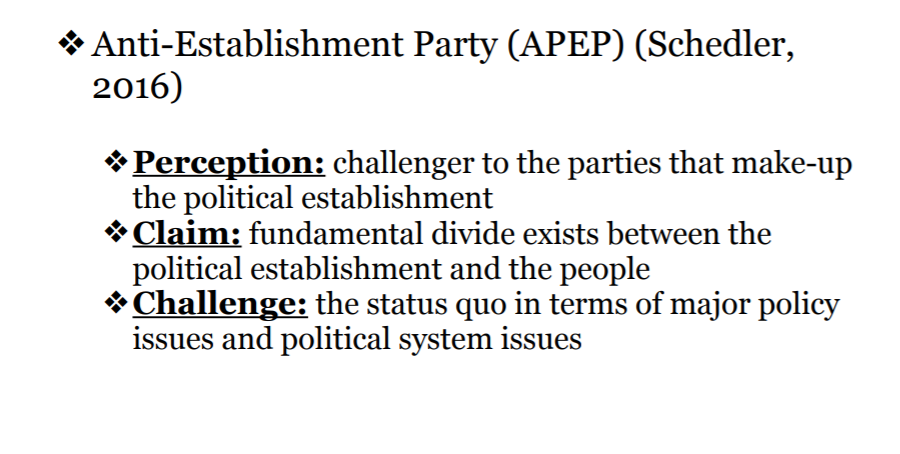 ❖ Anti-Establishment Party (APEP) (Schedler,
2016)
❖ Perception: challenger to the parties that make-up
the political establishment
❖ Claim: fundamental divide exists between the
political establishment and the people
❖ Challenge: the status quo in terms of major policy
issues and political system issues